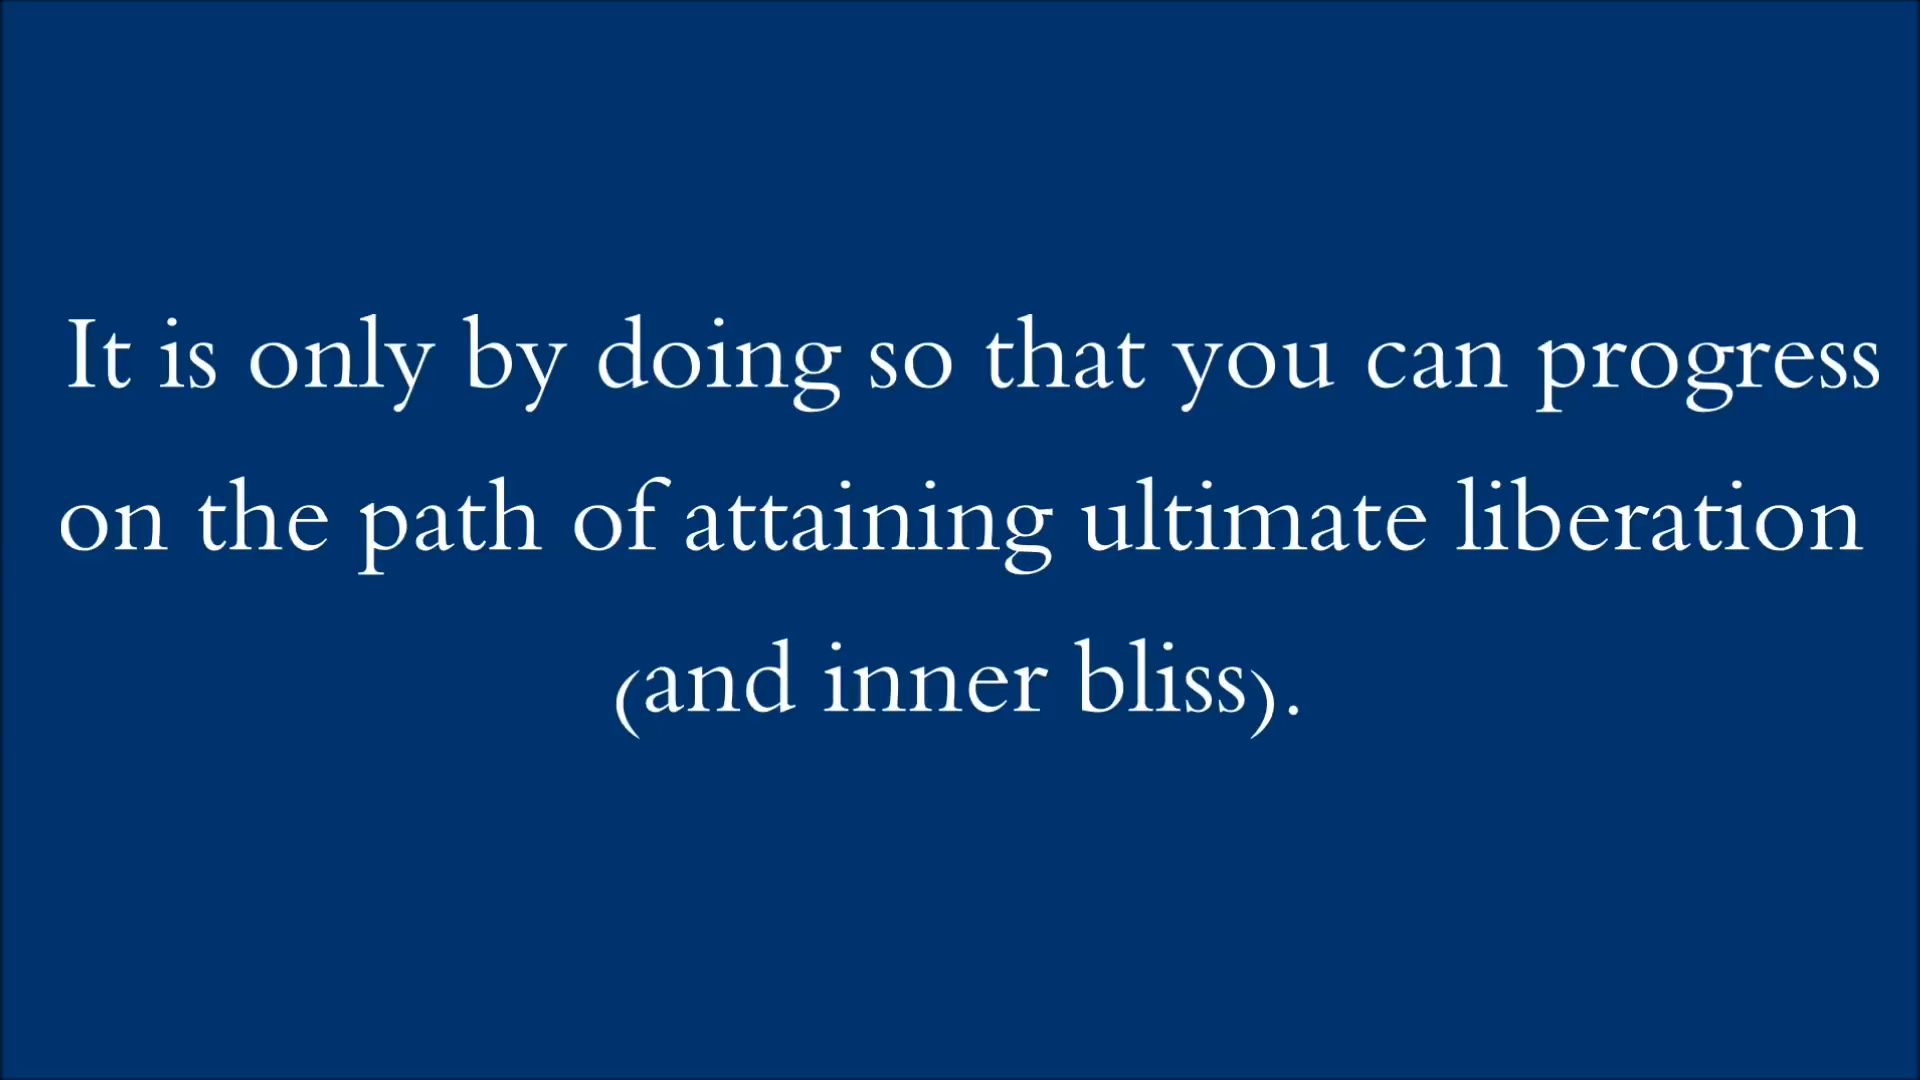 It is only by doing so that you can progress
on the path of attaining ultimate liberation
(and inner bliss).